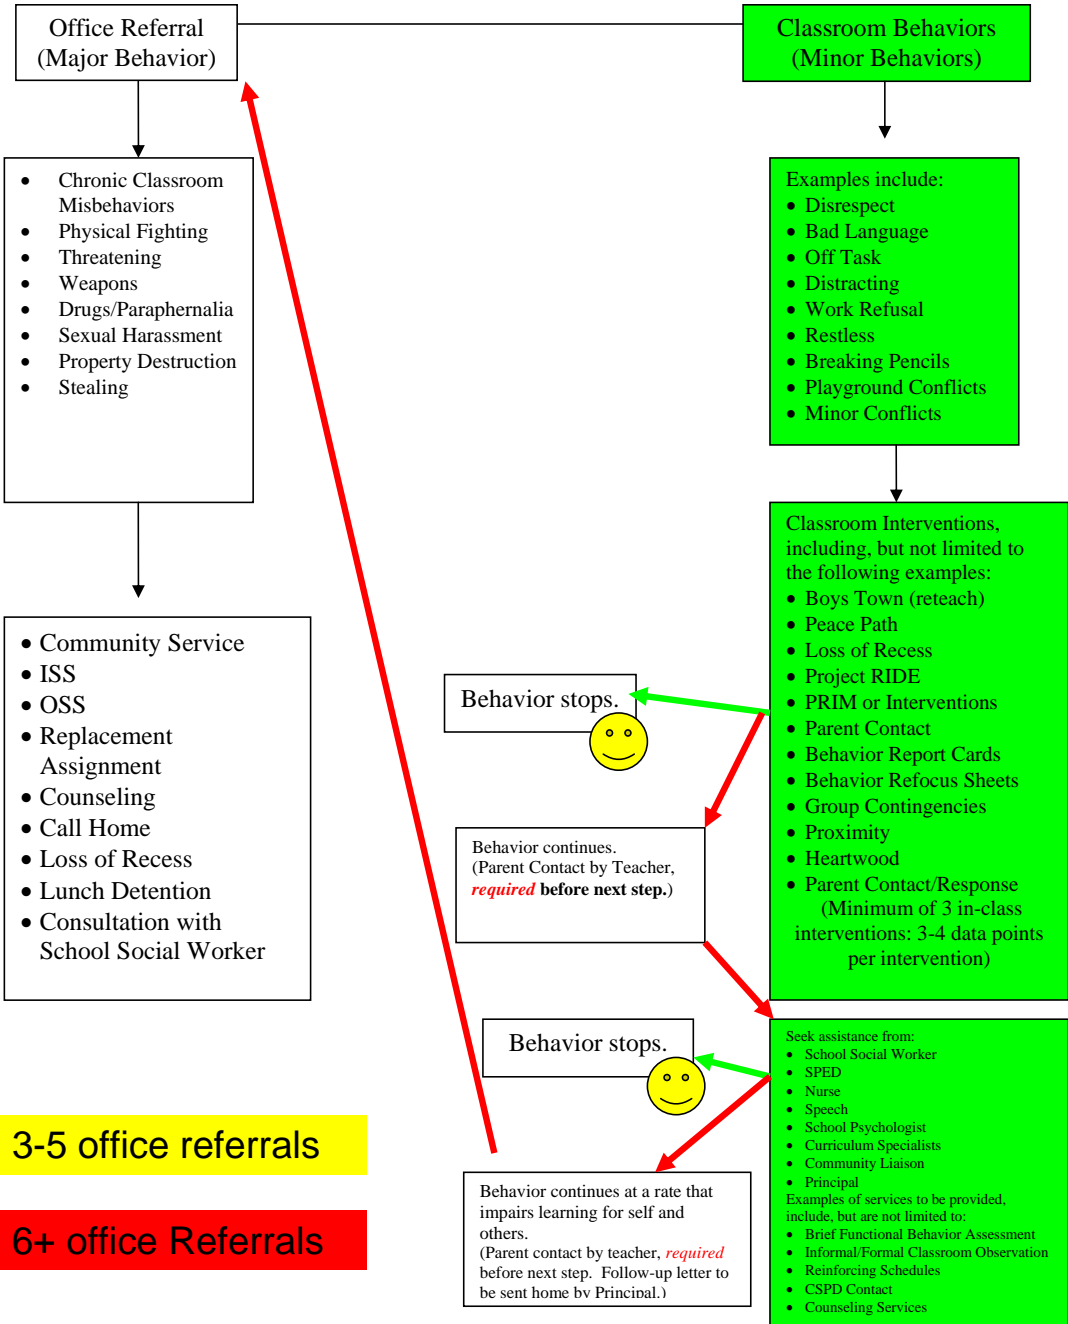 Office Referral
(Major Behavior)
Classroom Behaviors
(Minor Behaviors)
• Chronic Classroom
Misbehaviors
• Physical Fighting
• Threatening
• Weapons
• Drugs/Paraphernalia
• Sexual Harassment
• Property Destruction
• Stealing
Examples include:
• Disrespect
• Bad Language
• Off Task
• Distracting
• Work Refusal
• Restless
• Breaking Pencils
• Playground Conflicts
• Minor Conflicts
• Community Service
• ISS
• OSS
• Replacement
Assignment
• Counseling
• Call Home
• Loss of Recess
• Lunch Detention
• Consultation with
School Social Worker
Classroom Interventions,
including, but not limited to
the following examples:
• Boys Town (reteach)
• Peace Path
• Loss of Recess
• Project RIDE
• PRIM or Interventions
• Parent Contact
• Behavior Report Cards
• Behavior Refocus Sheets
• Group Contingencies
• Proximity
• Heartwood
• Parent Contact/Response
(Minimum of 3 in-class
interventions: 3-4 data points
per intervention)
Behavior stops.
Behavior continues.
(Parent Contact by Teacher,
required before next step.)
Behavior stops.
Seek assistance from:
• School Social Worker
• SPED
• Nurse
• Speech
• School Psychologist
• Curriculum Specialists
• Community Liaison
• Principal
Examples of services to be provided,
include, but are not limited to:
• Brief Functional Behavior Assessment
• Informal/Formal Classroom Observation
• Reinforcing Schedules
• CSPD Contact
• Counseling Services
Behavior continues at a rate that
impairs learning for self and
others.
(Parent contact by teacher, required
before next step. Follow-up letter to
be sent home by Principal.)
3-5 office referrals
6+ office Referrals